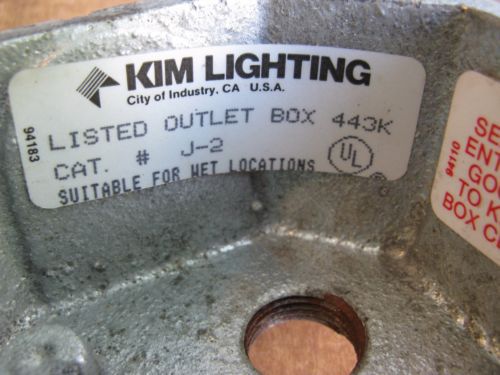 KIM LIGHTING
City of Industry, CA U.S.A.
94183
LISTED OUTLET BOX 443K
CAT. # J-2
UL
SUITABLE FOR WET LOCATIONS
94110
SE
ENT
GO
TO K
BOX C